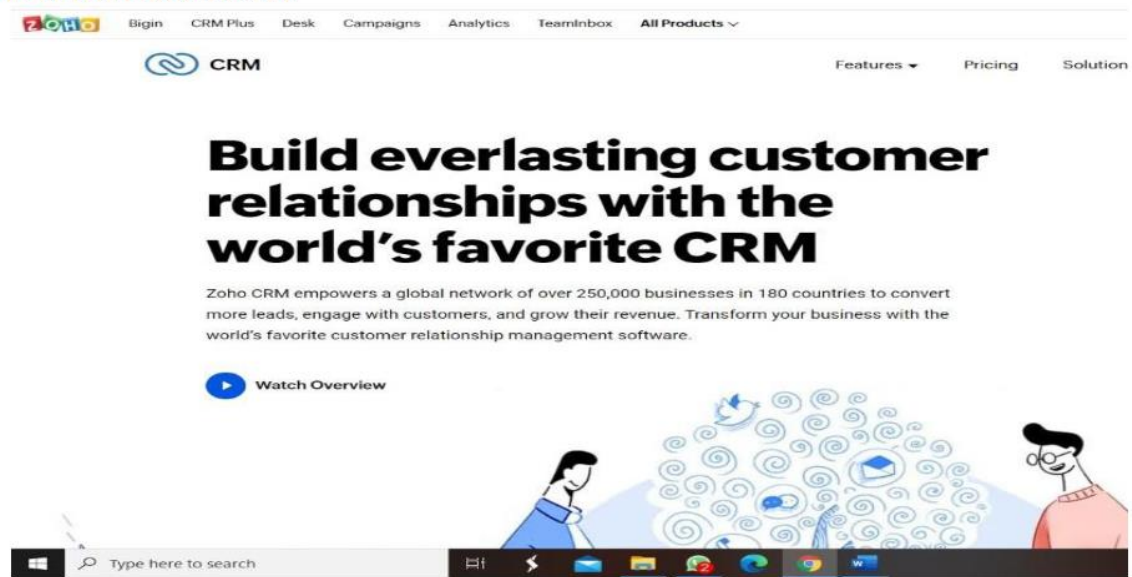 ZOHO Bigin CRM Plus Desk Campaigns Analytics TeamInbox All Products
CRM Features Pricing Solution
Build everlasting customer
relationships with the
world's favorite CRM
Zoho CRM empowers a global network of over 250,000 businesses in 180 countries to convert
more leads, engage with customers, and grow their revenue. Transform your business with the
world's favorite customer relationship management software.
Watch Overview
Type here to search
2
W